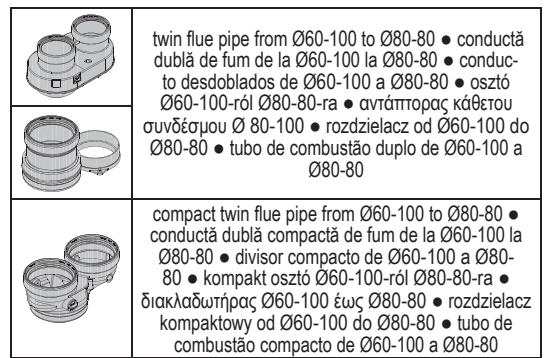 twin flue pipe from Ø60-100 to Ø80-80 ● conductă
dublă de fum de la Ø60-100 la Ø80-80 ● conduc-
to desdoblados de Ø60-100 a Ø80-80 ● osztó
Ø60-100-ról Ø80-80-ra ● αντάπτορας κάθετου
συνδέσμου Ø 80-100 ● rozdzielacz od Ø60-100 do
Ø80-80 ● tubo de combustão duplo de Ø60-100 a
Ø80-80
compact twin flue pipe from Ø60-100 to Ø80-80 ●
conductă dublă compactă de fum de la Ø60-100 la
Ø80-80 ● divisor compacto de Ø60-100 a Ø80-
80 ● kompakt osztó Ø60-100-ról Ø80-80-ra ●
διακλαδωτήρας Ø60-100 έως Ø80-80 ● rozdzielacz
kompaktowy od Ø60-100 do Ø80-80 ● tubo de
combustão compacto de Ø60-100 a Ø80-80